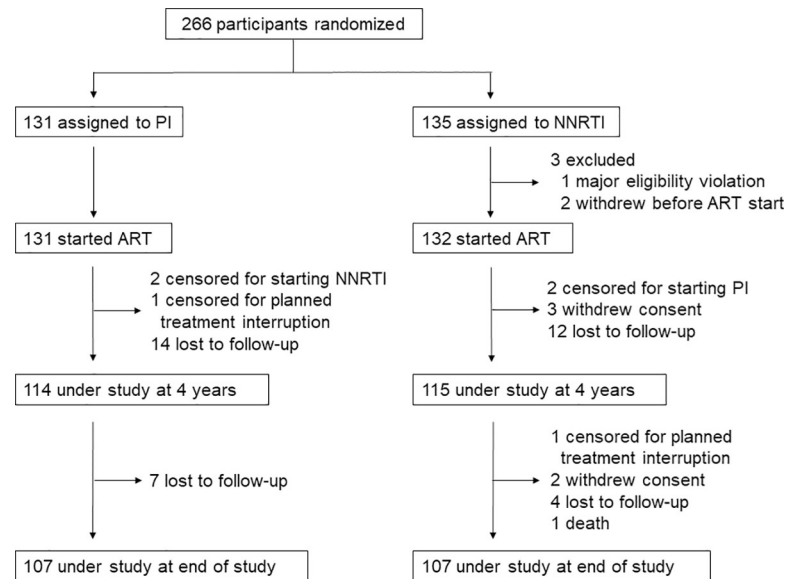 266 participants randomized
131 assigned to PI
135 assigned to NNRTI
3 excluded
1 major eligibility violation
2 withdrew before ART start
131 started ART
132 started ART
2 censored for starting NNRTI
1 censored for planned
treatment interruption
14 lost to follow-up
2 censored for starting PI
3 withdrew consent
12 lost to follow-up
114 under study at 4 years
115 under study at 4 years
7 lost to follow-up
1 censored for planned
treatment interruption
2 withdrew consent
4 lost to follow-up
1 death
107 under study at end of study
107 under study at end of study